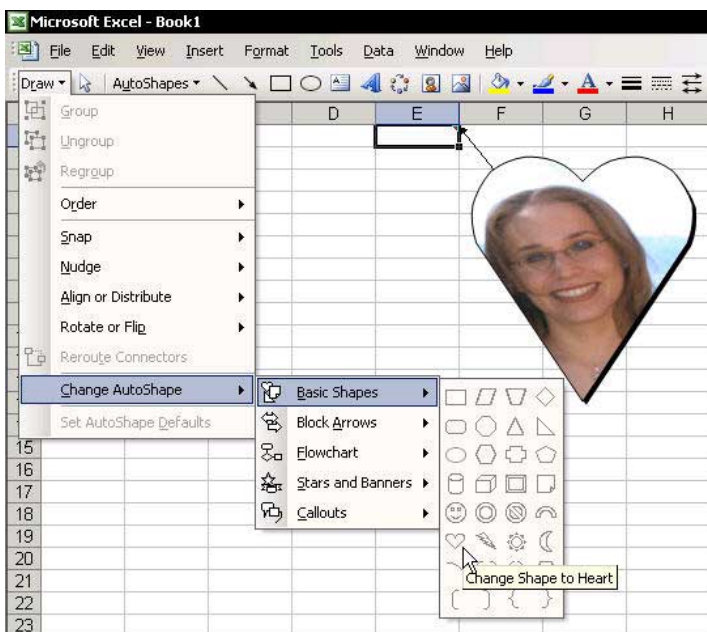 Microsoft Excel - Book1
File Edit View Insert Format Tools Data Window Help
Draw AutoShapes
D E F G H
Group
Ungroup
Regroup
Order
Snap
Nudge
Align or Distribute
Rotate or Flip
Reroute Connectors
Change AutoShape
Set AutoShape Defaults
Basic Shapes
Block Arrows
Flowchart
Stars and Banners
Callouts
Change Shape to Heart
15
16
17
18
19
20
21
22
23